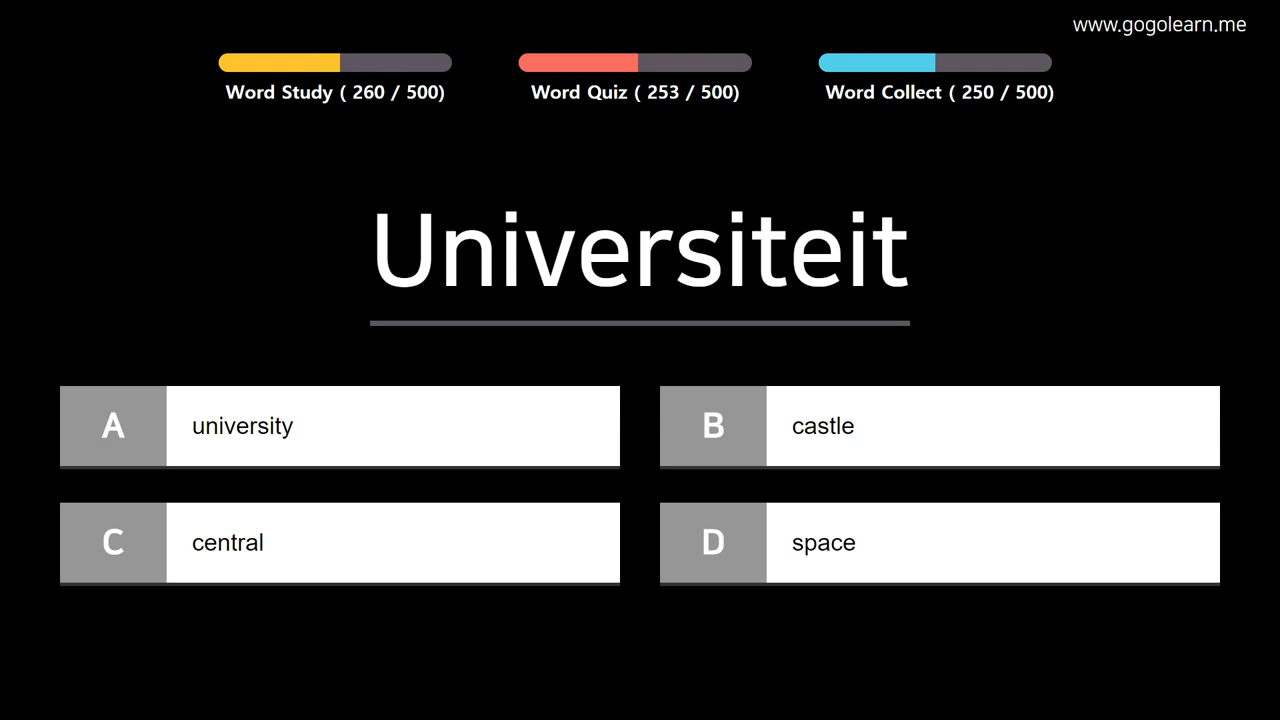 www.gogolearn.me
Word Study ( 260 / 500)
Word Quiz ( 253 / 500)
Word Collect ( 250 / 500)
Universiteit
A university
B castle
C central
D space